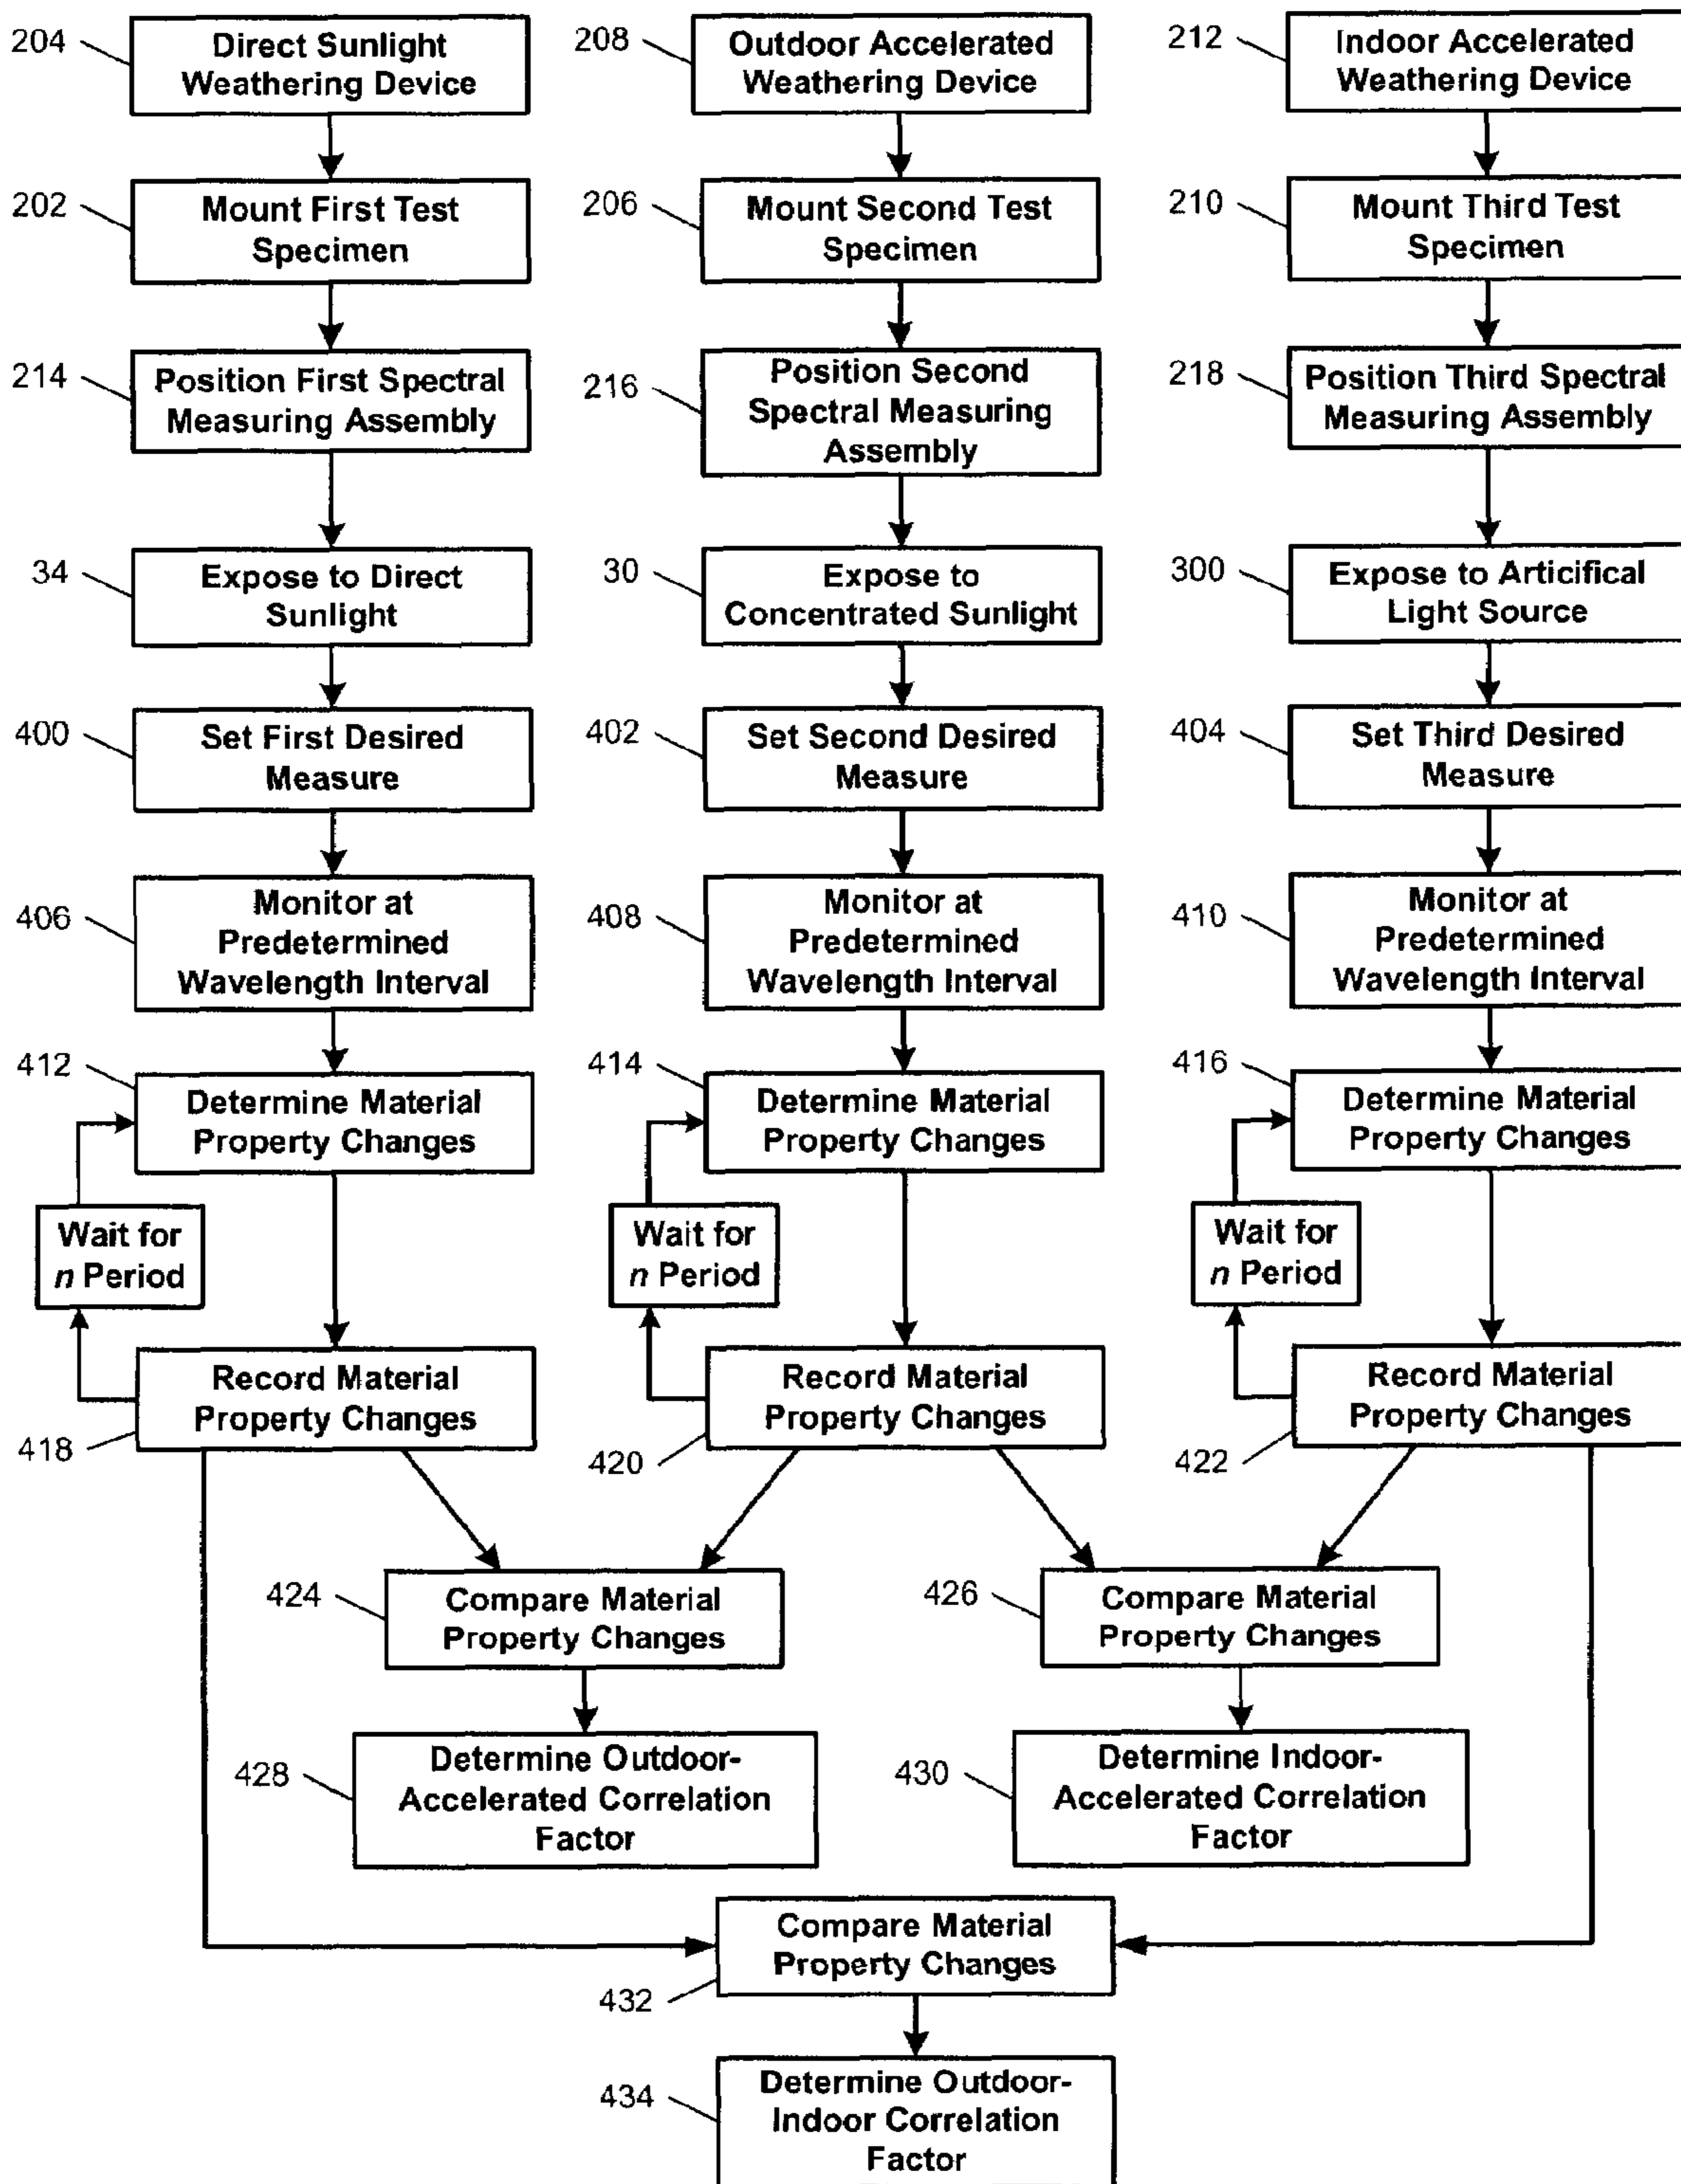 204
Direct Sunlight
Weathering Device
208
Outdoor Accelerated
Weathering Device
212
Indoor Accelerated
Weathering Device
202
Mount First Test
Specimen
206
Mount Second Test
Specimen
210
Mount Third Test
Specimen
214
Position First Spectral
Measuring Assembly
216
Position Second
Spectral Measuring
Assembly
218
Position Third Spectral
Measuring Assembly
34
Expose to Direct
Sunlight
30
Expose to
Concentrated Sunlight
300
Expose to Articifical
Light Source
400
Set First Desired
Measure
402
Set Second Desired
Measure
404
Set Third Desired
Measure
406
Monitor at
Predetermined
Wavelength Interval
408
Monitor at
Predetermined
Wavelength Interval
410
Monitor at
Predetermined
Wavelength Interval
412
Determine Material
Property Changes
414
Determine Material
Property Changes
416
Determine Material
Property Changes
Wait for
n Period
Wait for
n Period
Wait for
n Period
418
Record Material
Property Changes
420
Record Material
Property Changes
422
Record Material
Property Changes
424
Compare Material
Property Changes
426
Compare Material
Property Changes
428
Determine Outdoor-
Accelerated Correlation
Factor
430
Determine Indoor-
Accelerated Correlation
Factor
432
Compare Material
Property Changes
434
Determine Outdoor-
Indoor Correlation
Factor